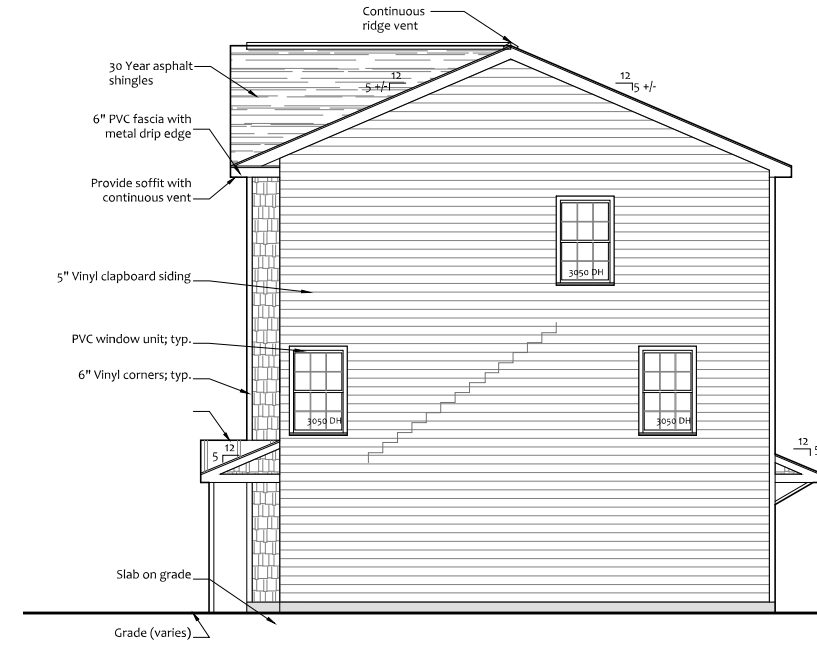 Continuous
ridge vent
30 Year asphalt
shingles
12
5 +/-
12
5 +/-
6" PVC fascia with
metal drip edge
Provide soffit with
continuous vent
3050 DH
5" Vinyl clapboard siding
PVC window unit; typ.
6" Vinyl corners; typ.
3050 DH
3050 DH
12
5
12
5
Slab on grade
Grade (varies)